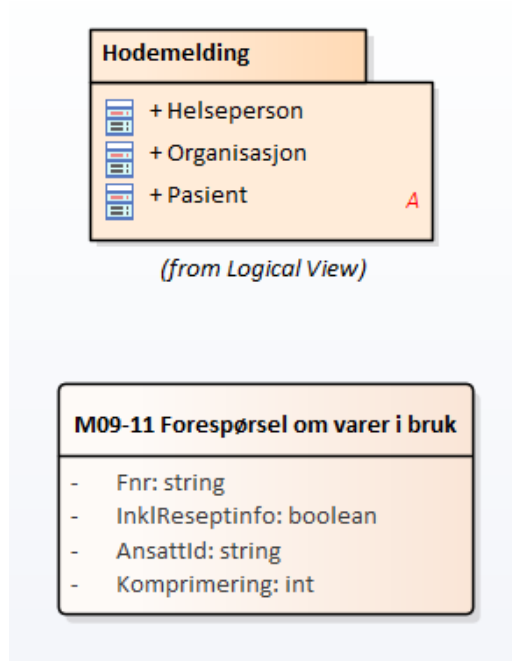 Hodemelding
+ Helseperson
+ Organisasjon
+ Pasient
A
(from Logical View)
M09-11 Forespørsel om varer i bruk
- Fnr: string
- InklReseptinfo: boolean
- AnsattId: string
- Komprimering: int